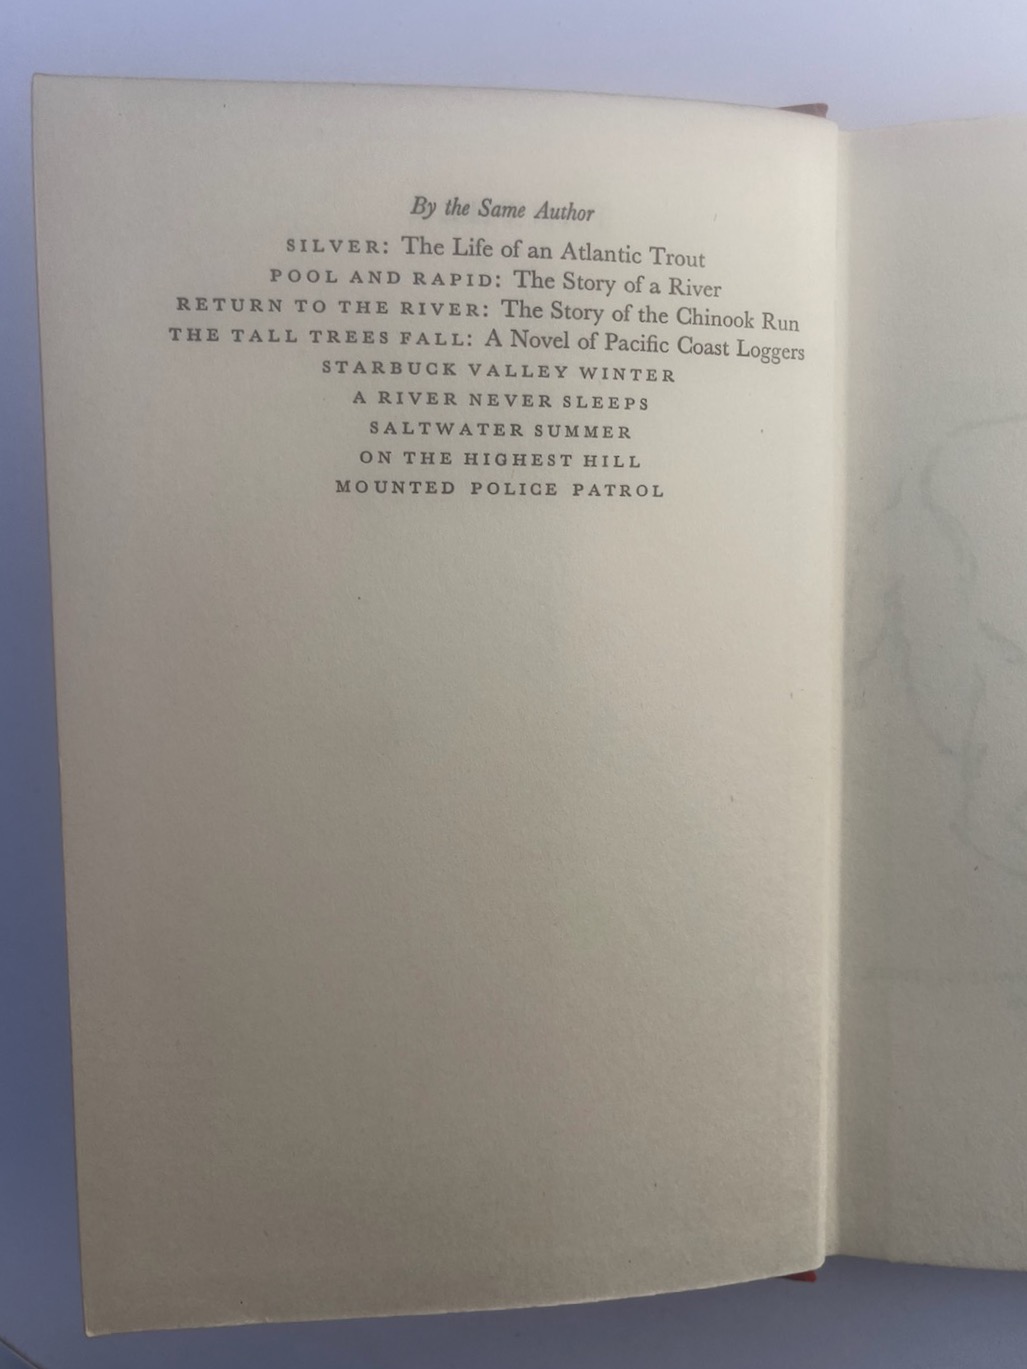 By the Same Author
SILVER: The Life of an Atlantic Trout
POOL AND RAPID: The Story of a River
RETURN TO THE RIVER: The Story of the Chinook Run
THE TALL TREES FALL: A Novel of Pacific Coast Loggers
STARBUCK VALLEY WINTER
A RIVER NEVER SLEEPS
SALTWATER SUMMER
ON THE HIGHEST HILL
MOUNTED POLICE PATROL